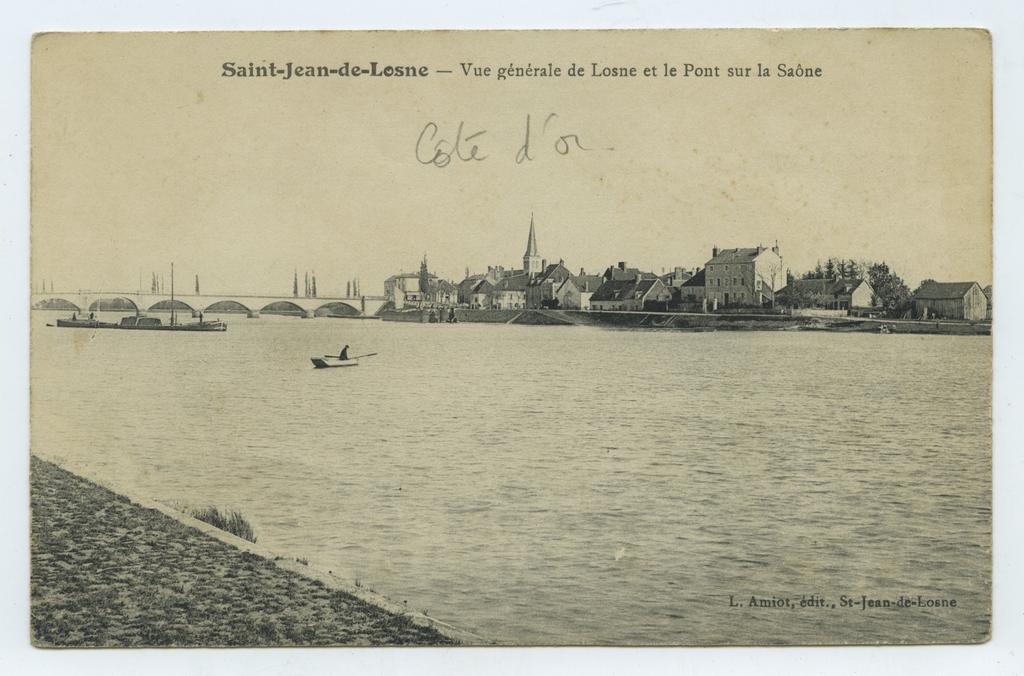 Saint-Jean-de-Losne — Vue générale de Losne et le Pont sur la Saône
Côte d'or
L. Amiot, édit., St-Jean-de-Losne